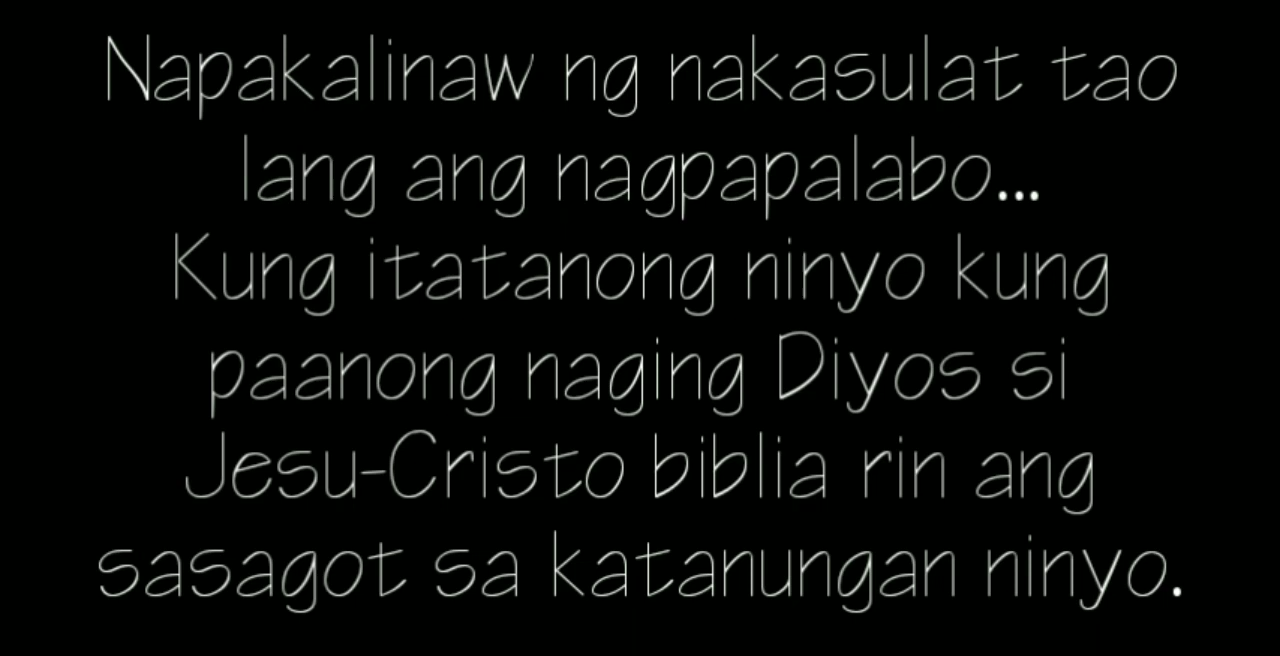 Napakalinaw ng nakasulat tao
lang ang nagpapalabo...
Kung itatanong ninyo kung
paanong naging Diyos si
Jesu-Cristo biblia rin ang
sasagot sa katanungan ninyo.